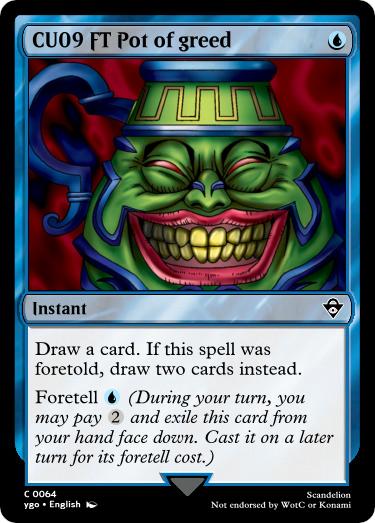 CU09 FT Pot of greed
Instant
Draw a card. If this spell was
foretold, draw two cards instead.
Foretell (During your turn, you
may pay 2 and exile this card from
your hand face down. Cast it on a later
turn for its foretell cost.)
C 0064
ygo • English
Scandelion
Not endorsed by WotC or Konami